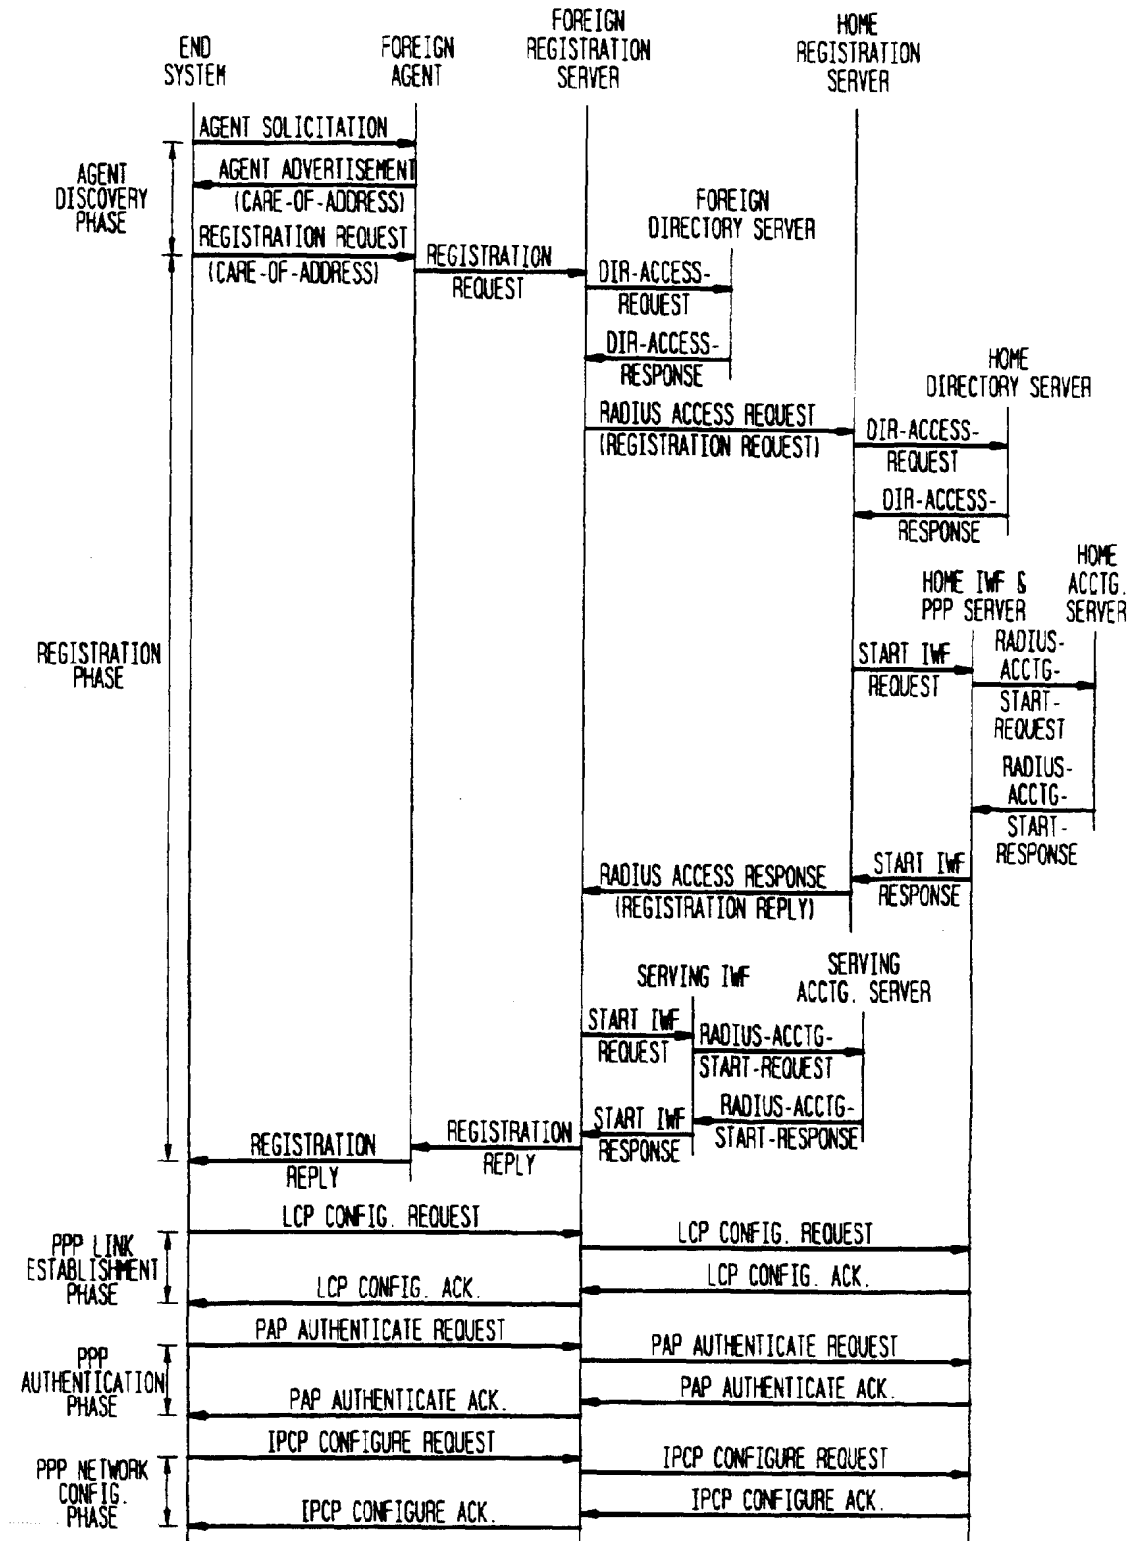 END
SYSTEM
FOREIGN
AGENT
FOREIGN
REGISTRATION
SERVER
HOME
REGISTRATION
SERVER
AGENT SOLICITATION
AGENT ADVERTISEMENT
(CARE-OF-ADDRESS)
AGENT
DISCOVERY
PHASE
FOREIGN
DIRECTORY SERVER
REGISTRATION REQUEST
(CARE-OF-ADDRESS)
REGISTRATION
REQUEST
DIR-ACCESS-
REQUEST
DIR-ACCESS-
RESPONSE
HOME
DIRECTORY SERVER
RADIUS ACCESS REQUEST
(REGISTRATION REQUEST)
DIR-ACCESS-
REQUEST
DIR-ACCESS-
RESPONSE
HOME IWF &
PPP SERVER
HOME
ACCTG.
SERVER
REGISTRATION
PHASE
START IWF
REQUEST
RADIUS-
ACCTG-
START-
REQUEST
RADIUS-
ACCTG-
START-
RESPONSE
START IWF
RESPONSE
RADIUS ACCESS RESPONSE
(REGISTRATION REPLY)
SERVING IWF
SERVING
ACCTG. SERVER
START IWF
REQUEST
RADIUS-ACCTG-
START-REQUEST
RADIUS-ACCTG-
START-RESPONSE
START IWF
RESPONSE
REGISTRATION
REPLY
REGISTRATION
REPLY
LCP CONFIG. REQUEST
LCP CONFIG. REQUEST
PPP LINK
ESTABLISHMENT
PHASE
LCP CONFIG. ACK.
LCP CONFIG. ACK.
PAP AUTHENTICATE REQUEST
PAP AUTHENTICATE REQUEST
PPP
AUTHENTICATION
PHASE
PAP AUTHENTICATE ACK.
PAP AUTHENTICATE ACK.
IPCP CONFIGURE REQUEST
IPCP CONFIGURE REQUEST
PPP NETWORK
CONFIG.
PHASE
IPCP CONFIGURE ACK.
IPCP CONFIGURE ACK.